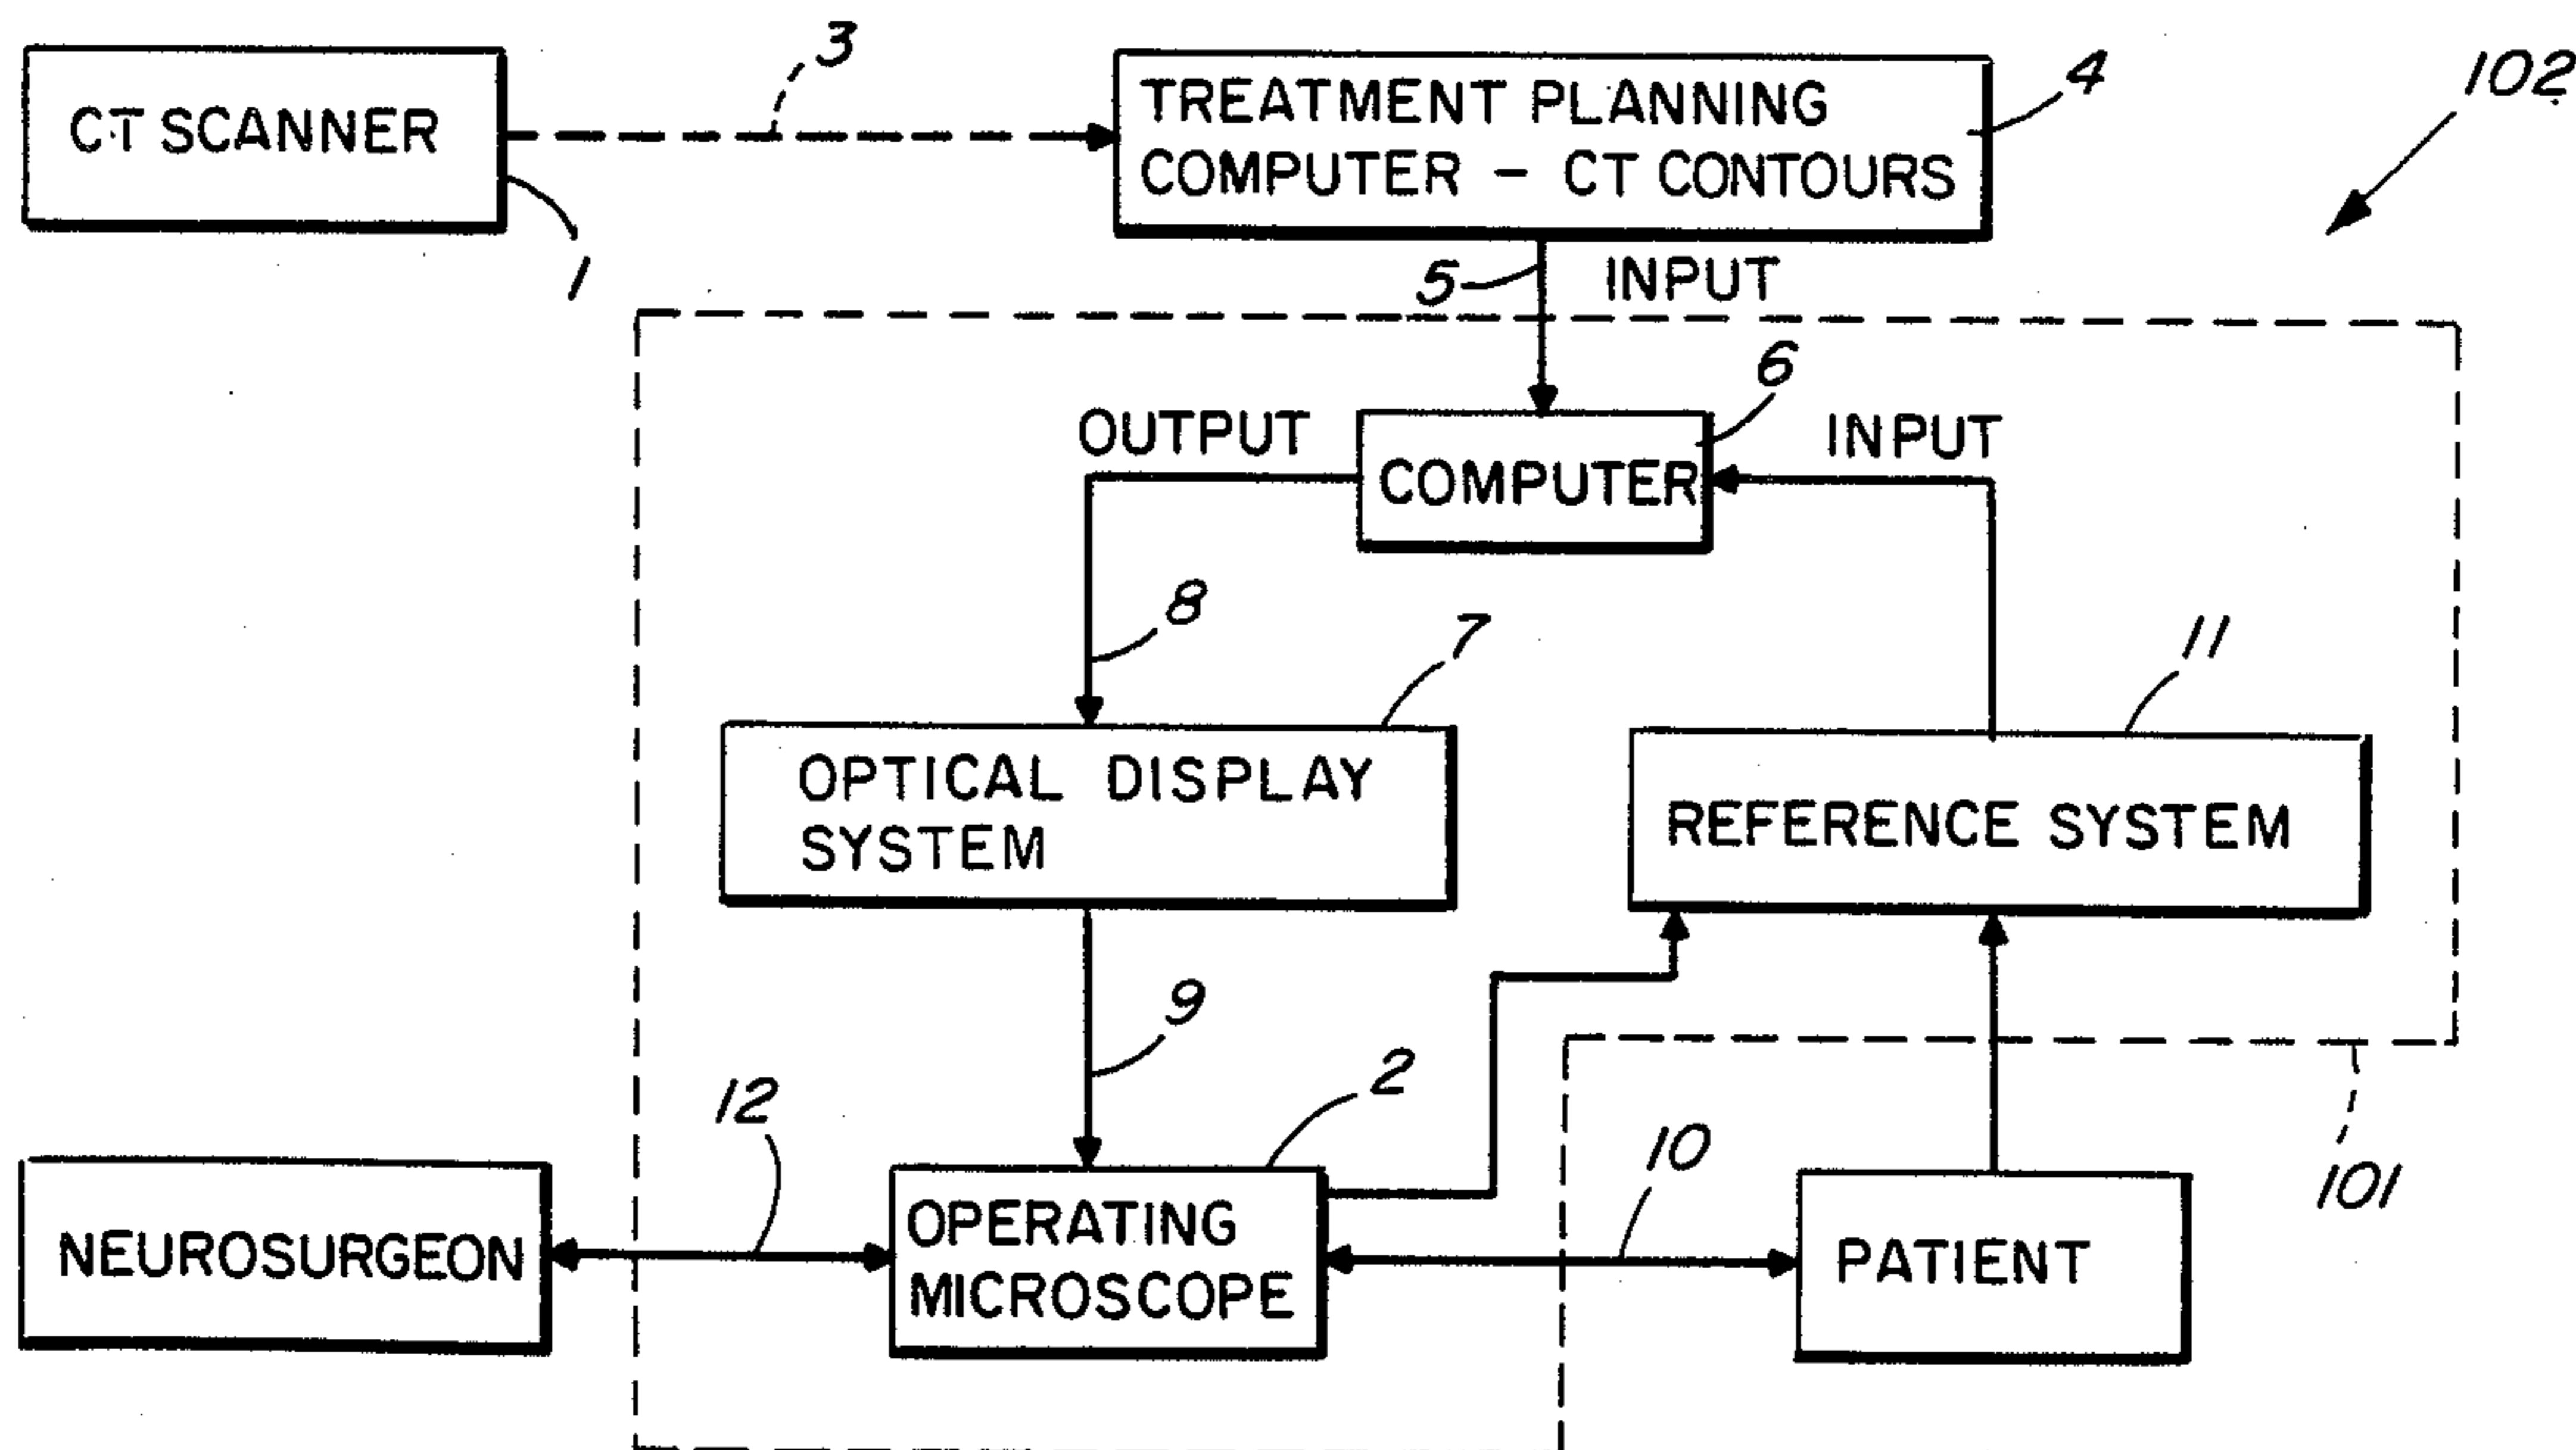 3
102
CT SCANNER
TREATMENT PLANNING
COMPUTER - CT CONTOURS
4
1
5
INPUT
6
OUTPUT
INPUT
COMPUTER
8
7
11
OPTICAL DISPLAY
SYSTEM
REFERENCE SYSTEM
9
12
2
10
101
NEUROSURGEON
OPERATING
MICROSCOPE
PATIENT